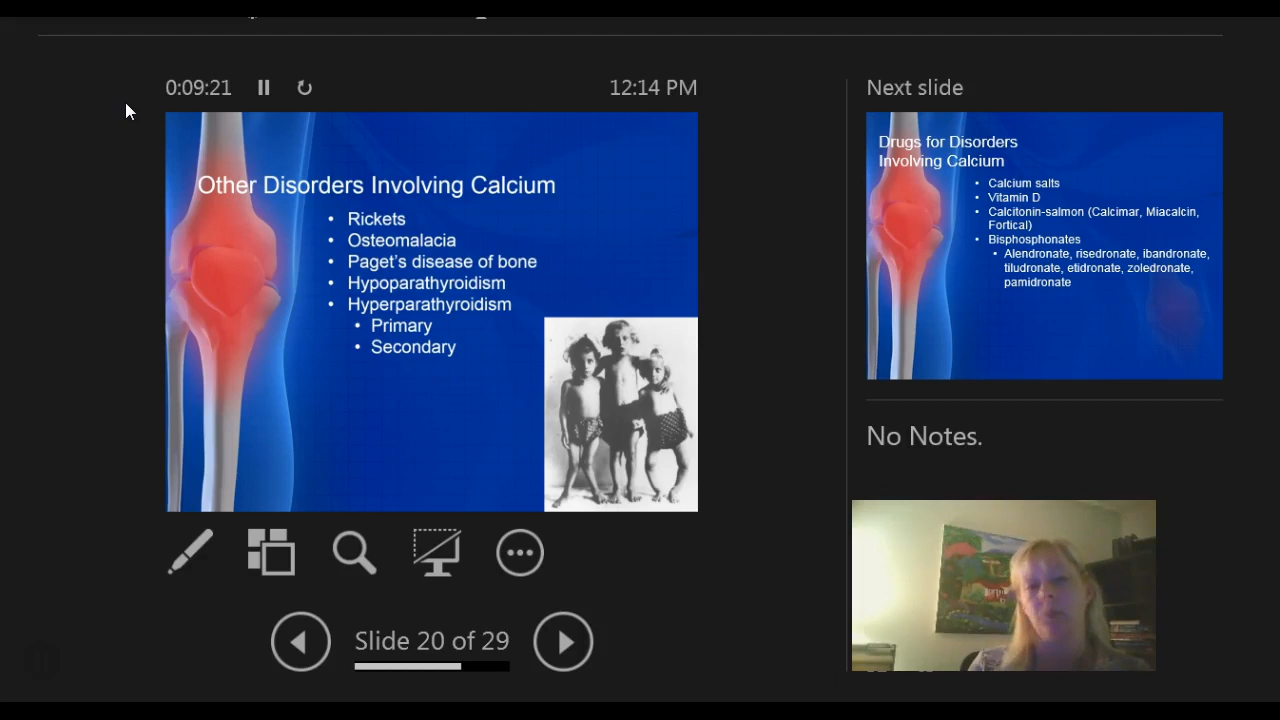 0:09:21
12:14 PM
Other Disorders Involving Calcium
• Rickets
• Osteomalacia
• Paget's disease of bone
• Hypoparathyroidism
• Hyperparathyroidism
• Primary
• Secondary
Slide 20 of 29
Next slide
Drugs for Disorders
Involving Calcium
• Calcium salts
• Vitamin D
• Calcitonin-salmon (Calcimar, Miacalcin,
Fortical)
• Bisphosphonates
• Alendronate, risedronate, ibandronate,
tiludronate, etidronate, zoledronate,
pamidronate
No Notes.